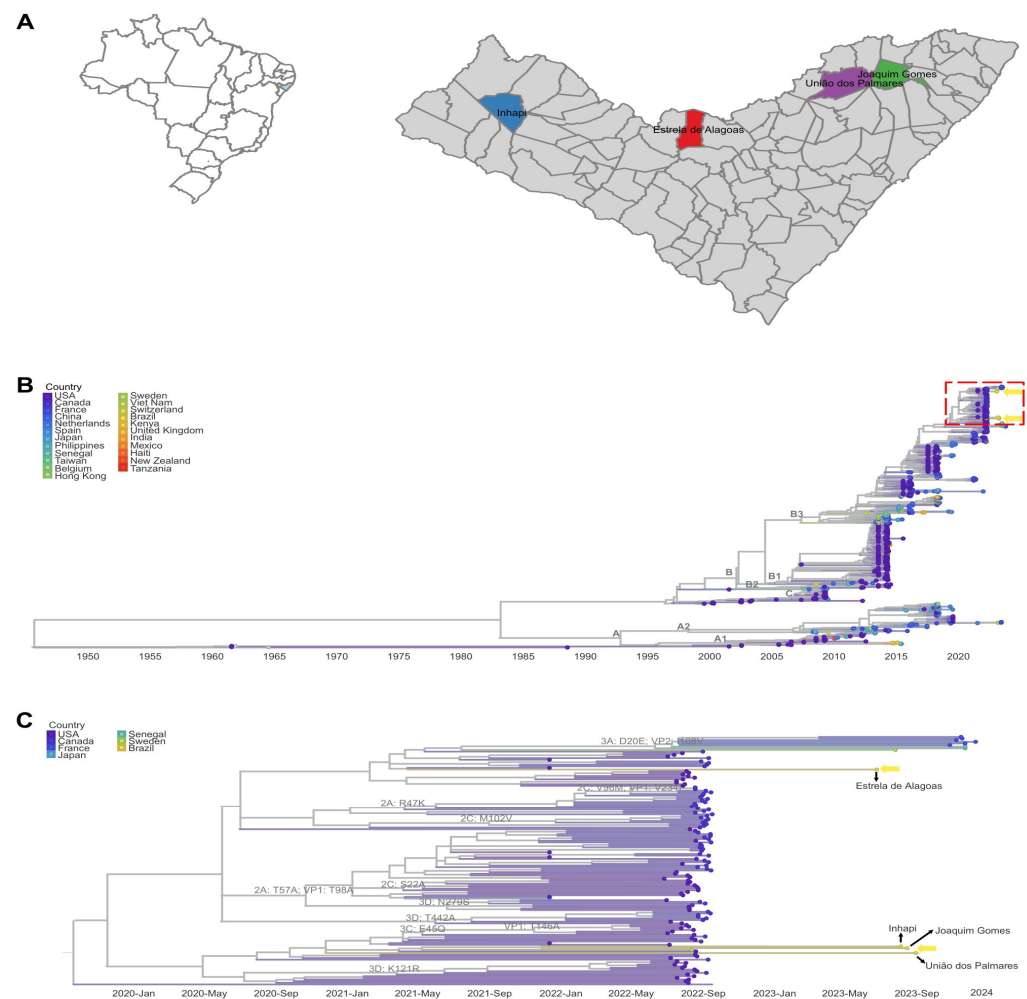 A
Joaquim Gomes
União dos Palmares
Inhapi
Estrela de Alagoas
B
Country
USA
Canada
France
China
Netherlands
Spain
Japan
Philippines
Senegal
Taiwan
Belgium
Hong Kong
Sweden
Viet Nam
Switzerland
Brazil
Kenya
United Kingdom
India
Mexico
Haiti
New Zealand
Tanzania
B3
B
B1
B2
C
A2
A
A1
1950 1955 1960 1965 1970 1975 1980 1985 1990 1995 2000 2005 2010 2015 2020
C
Country
USA
Canada
France
Japan
Senegal
Sweden
Brazil
3A: D20E; VP2:
Estrela de Alagoas
2C: V96M; VP1:
2A: R47K
2C: M102V
2C: S22A
2A: T57A; VP1: T98A
3D: N279S
3D: T442A
VP1: T146A
3C: E45Q
Inhapi
Joaquim Gomes
União dos Palmares
3D: K121R
2020-Jan 2020-May 2020-Sep 2021-Jan 2021-May 2021-Sep 2022-Jan 2022-May 2022-Sep 2023-Jan 2023-May 2023-Sep 2024